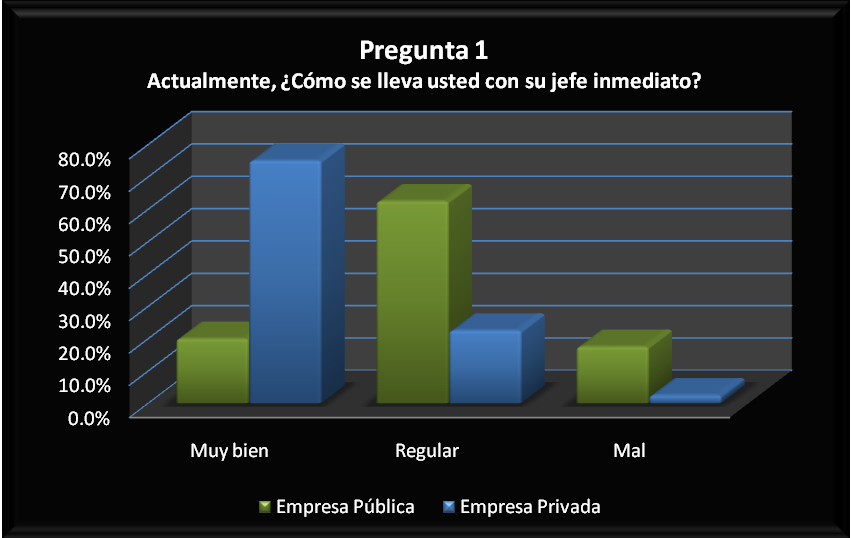 Pregunta 1
Actualmente, ¿Cómo se lleva usted con su jefe inmediato?
80.0%
70.0%
60.0%
50.0%
40.0%
30.0%
20.0%
10.0%
0.0%
Muy bien Regular Mal
Empresa Pública Empresa Privada